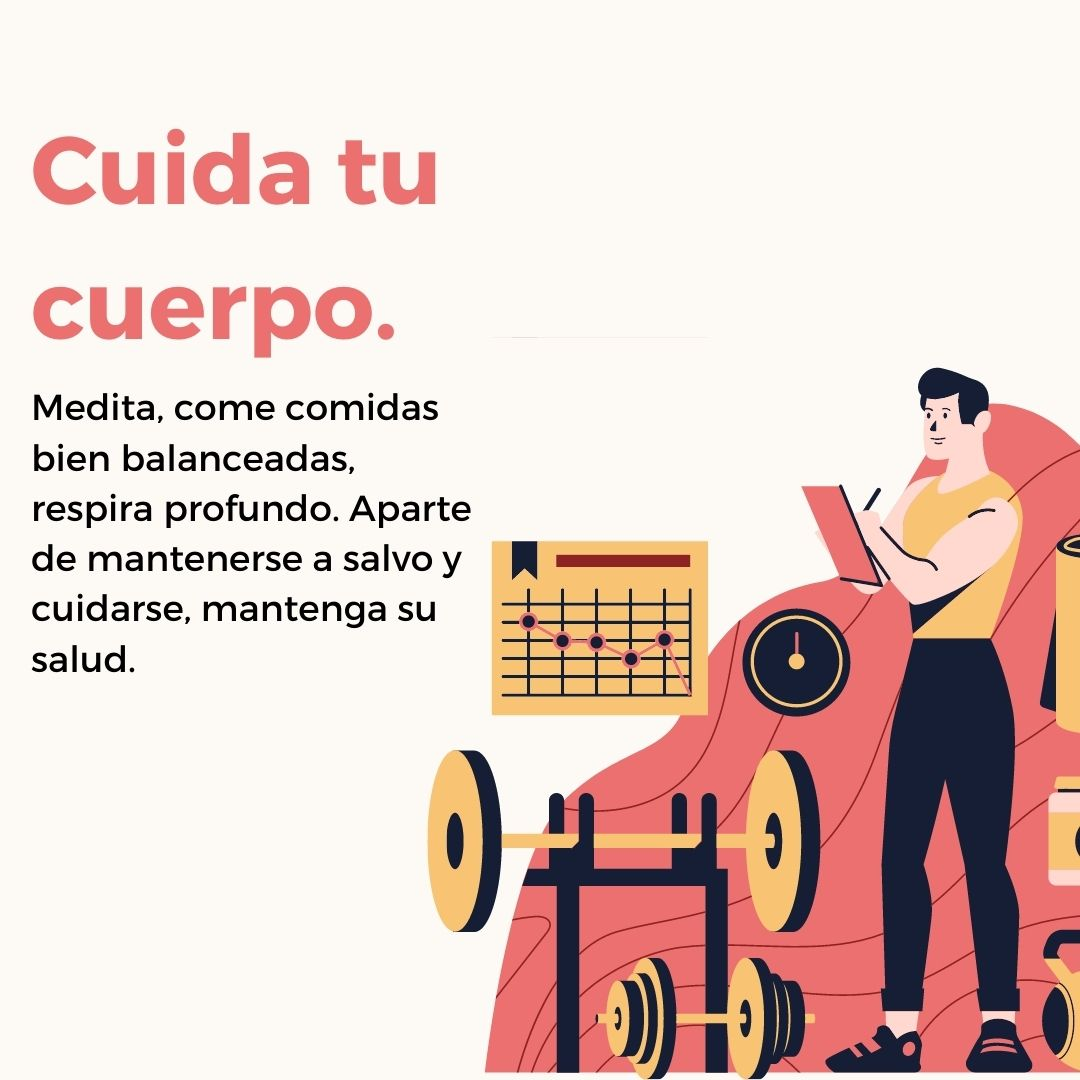 Cuida tu
cuerpo.
Medita, come comidas
bien balanceadas,
respira profundo. Aparte
de mantenerse a salvo y
cuidarse, mantenga su
salud.